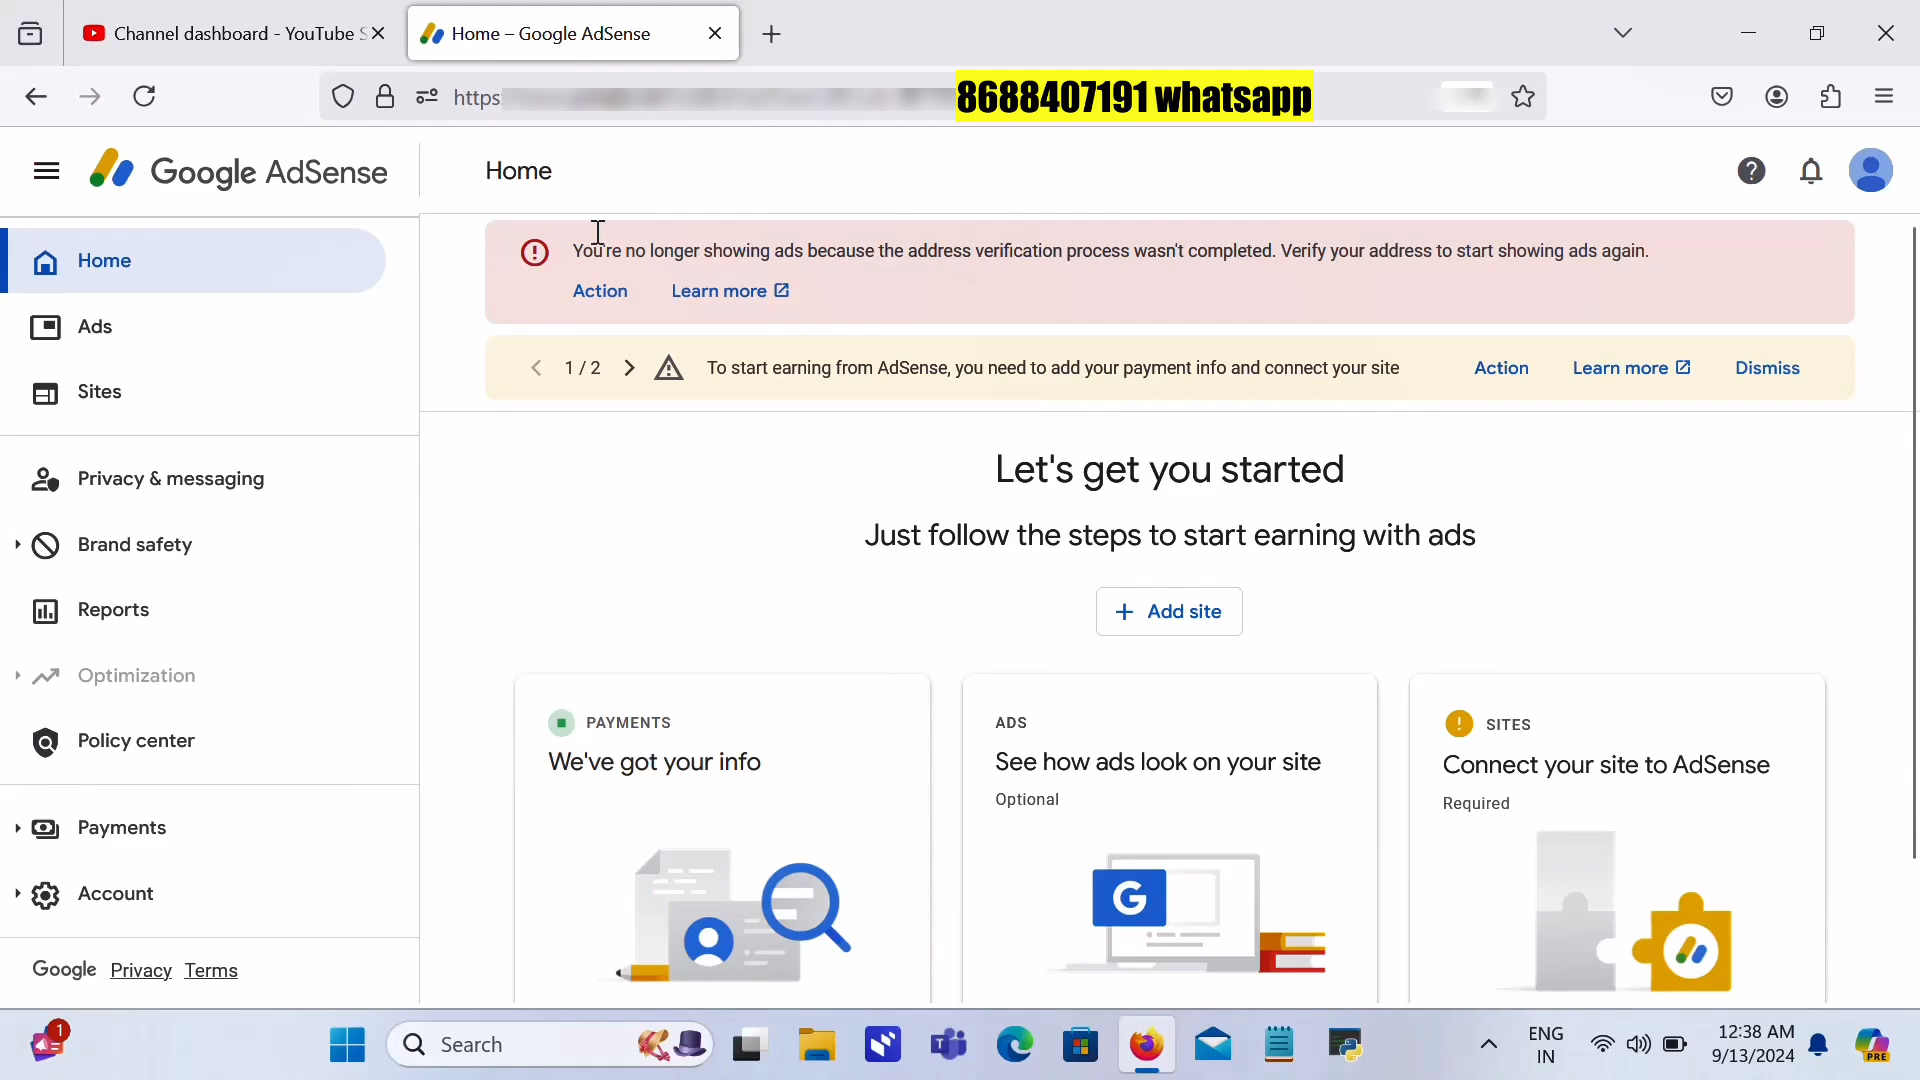 Channel dashboard - YouTube S
Home – Google AdSense
https:
8688407191 whatsapp
Google AdSense
Home
Home
Ads
Sites
Privacy & messaging
Brand safety
Reports
Optimization
Policy center
Payments
Account
Google Privacy Terms
You're no longer showing ads because the address verification process wasn't completed. Verify your address to start showing ads again.
Action Learn more
1 / 2 To start earning from AdSense, you need to add your payment info and connect your site Action Learn more Dismiss
Let's get you started
Just follow the steps to start earning with ads
+ Add site
PAYMENTS
We've got your info
ADS
See how ads look on your site
Optional
G
SITES
Connect your site to AdSense
Required
1
Search
ENG
IN
12:38 AM
9/13/2024
PRE